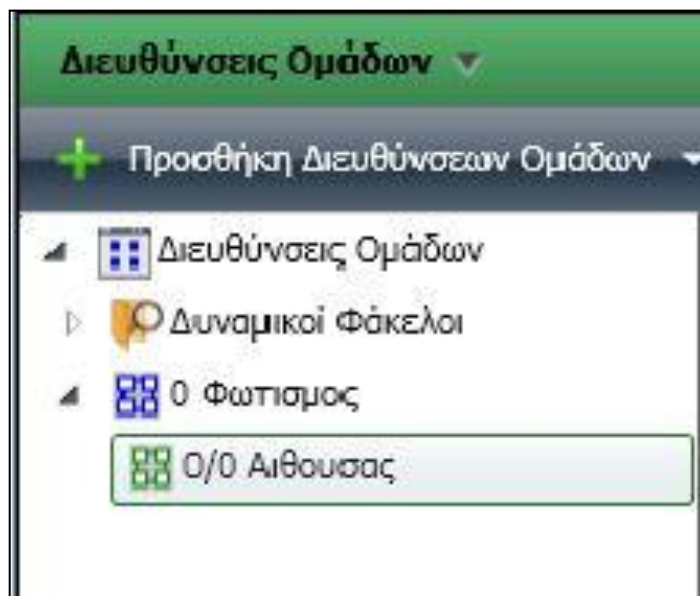 Διευθύνσεις Ομάδων
Προσθήκη Διευθύνσεων Ομάδων
Διευθύνσεις Ομάδων
Δυναμικοί Φάκελοι
0 Φωτισμος
0/0 Αιθουσας